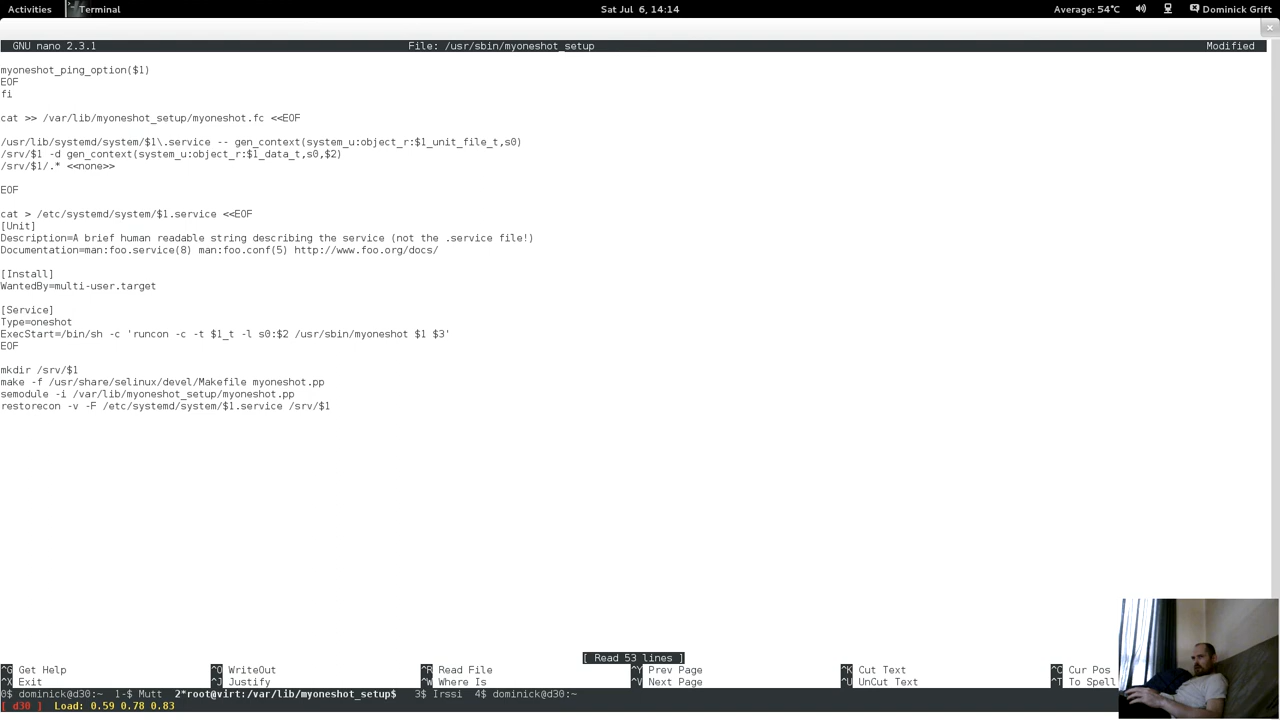 Activities Terminal Sat Jul 6, 14:14 Average: 54°C Dominick Grift
GNU nano 2.3.1 File: /usr/sbin/myoneshot_setup Modified
myoneshot_ping_option($1)
EOF
fi
cat >> /var/lib/myoneshot_setup/myoneshot.fc <<EOF
/usr/lib/systemd/system/$1\.service -- gen_context(system_u:object_r:$1_unit_file_t,s0)
/srv/$1 -d gen_context(system_u:object_r:$1_data_t,s0,$2)
/srv/$1/.* <<none>>
EOF
cat > /etc/systemd/system/$1.service <<EOF
[Unit]
Description=A brief human readable string describing the service (not the .service file!)
Documentation=man:foo.service(8) man:foo.conf(5) http://www.foo.org/docs/
[Install]
WantedBy=multi-user.target
[Service]
Type=oneshot
ExecStart=/bin/sh -c 'runcon -c -t $1_t -l s0:$2 /usr/sbin/myoneshot $1 $3'
EOF
mkdir /srv/$1
make -f /usr/share/selinux/devel/Makefile myoneshot.pp
semodule -i /var/lib/myoneshot_setup/myoneshot.pp
restorecon -v -F /etc/systemd/system/$1.service /srv/$1
[ Read 53 lines ]
^G Get Help ^O WriteOut ^R Read File ^Y Prev Page ^K Cut Text ^C Cur Pos
^X Exit ^J Justify ^W Where Is ^V Next Page ^U UnCut Text ^T To Spell
0$ dominick@d30:~ 1-$ Mutt 2*root@virt:/var/lib/myoneshot_setup$ 3$ Irssi 4$ dominick@d30:~
[ d30 ] Load: 0.59 0.78 0.83